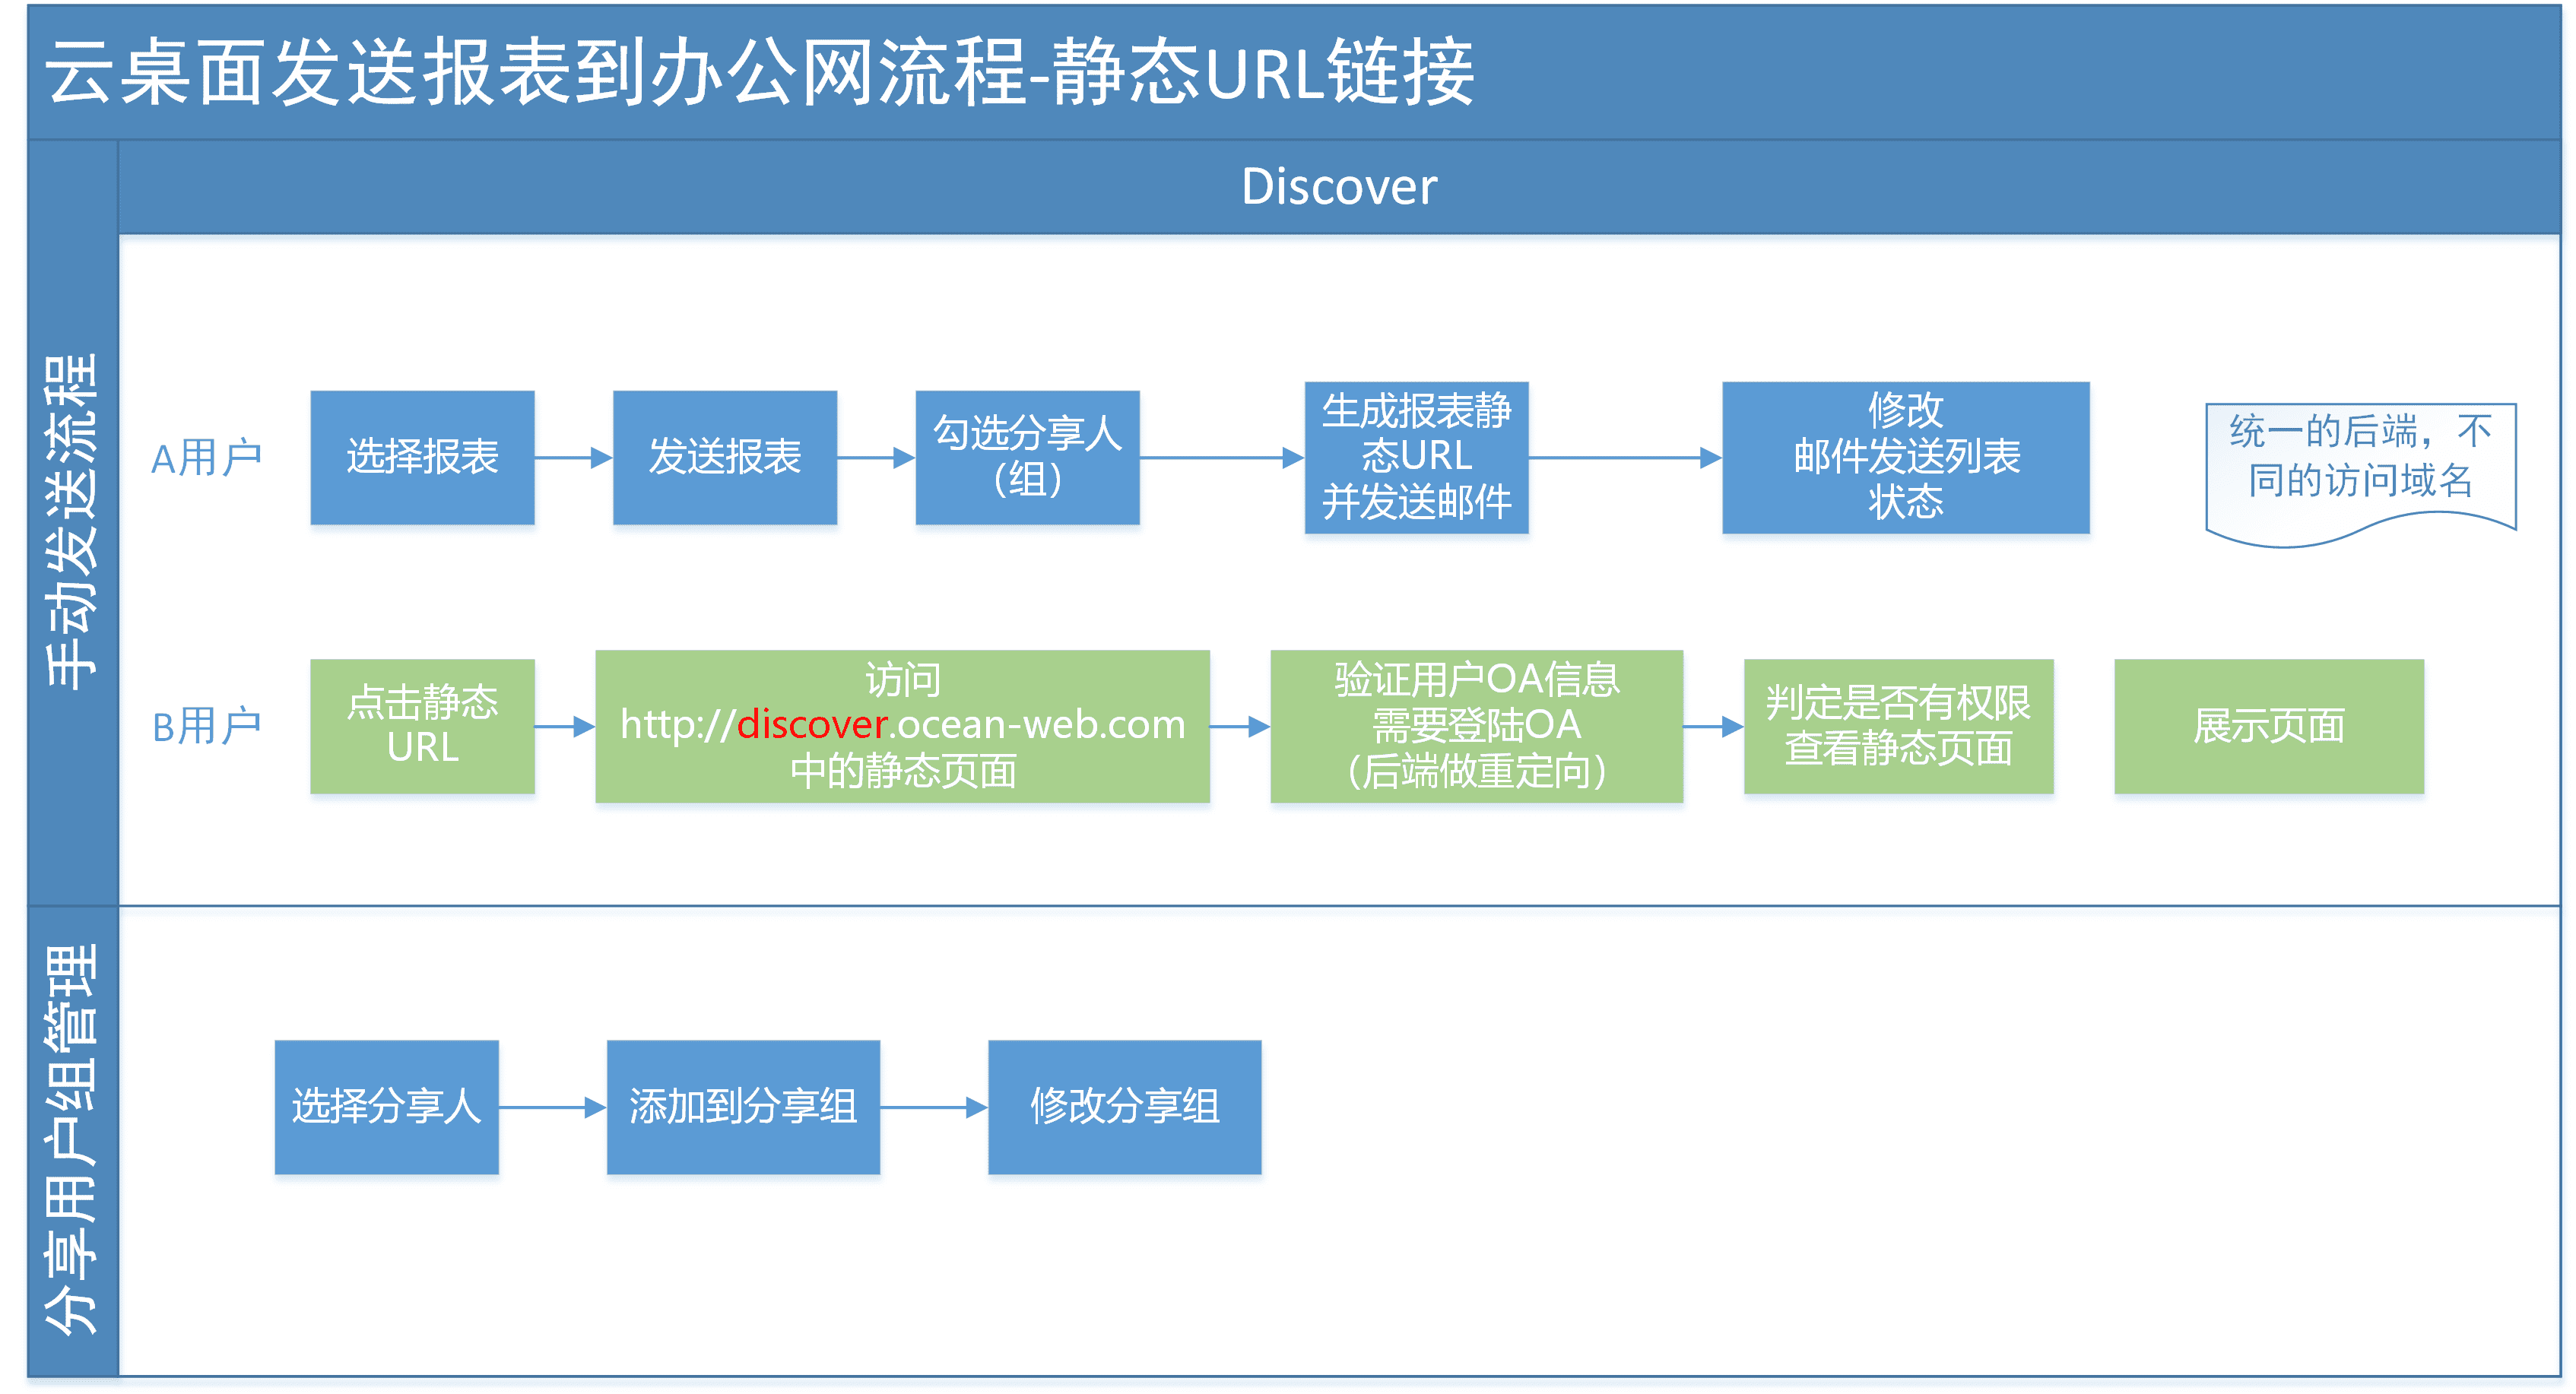 云桌面发送报表到办公网流程-静态URL链接
Discover
手动发送流程
A用户
选择报表
发送报表
勾选分享人
（组）
生成报表静
态URL
并发送邮件
修改
邮件发送列表
状态
统一的后端，不
同的访问域名
B用户
点击静态
URL
访问
http://discover.ocean-web.com
中的静态页面
验证用户OA信息
需要登陆OA
（后端做重定向）
判定是否有权限
查看静态页面
展示页面
分享用户组管理
选择分享人
添加到分享组
修改分享组